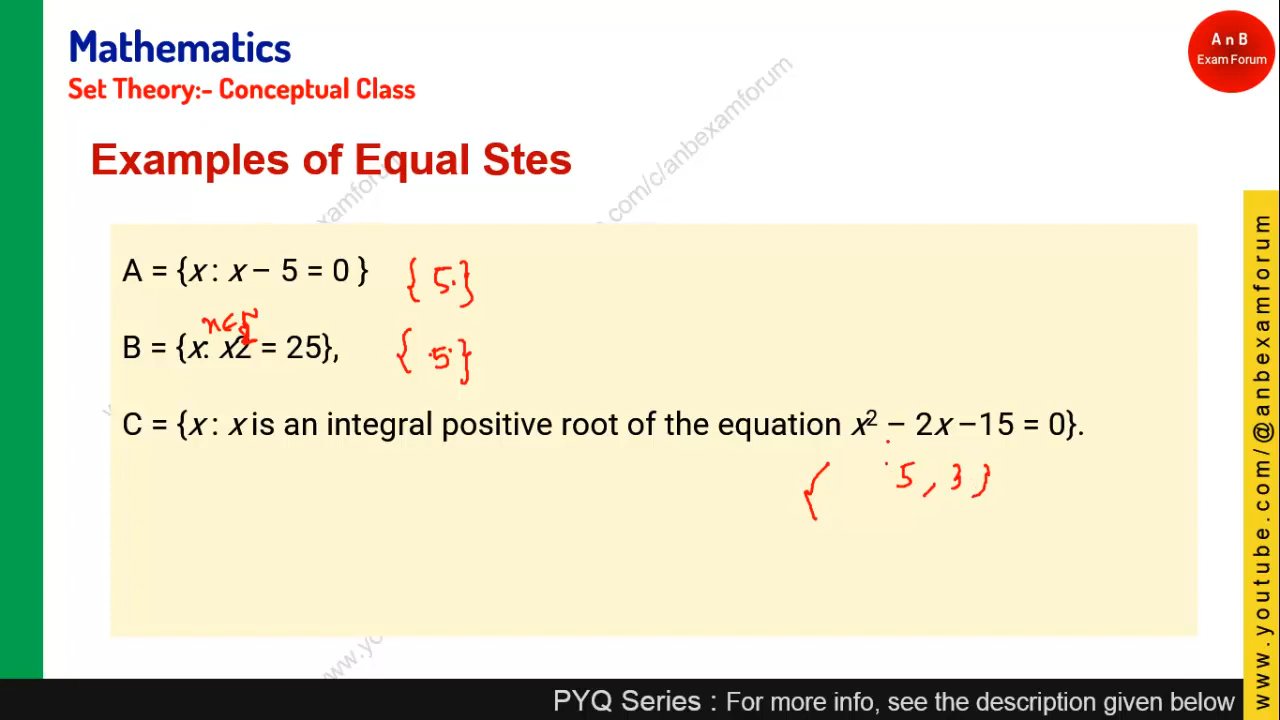 Mathematics
A n B
Exam Forum
Set Theory:- Conceptual Class
Examples of Equal Stes
A = {x : x – 5 = 0 } { 5 }
B = {x: x2 = 25}, { 5 }
C = {x : x is an integral positive root of the equation x² – 2x –15 = 0}.
{ 5 , 3 }
www.youtube.com/@anbexamforum
PYQ Series : For more info, see the description given below